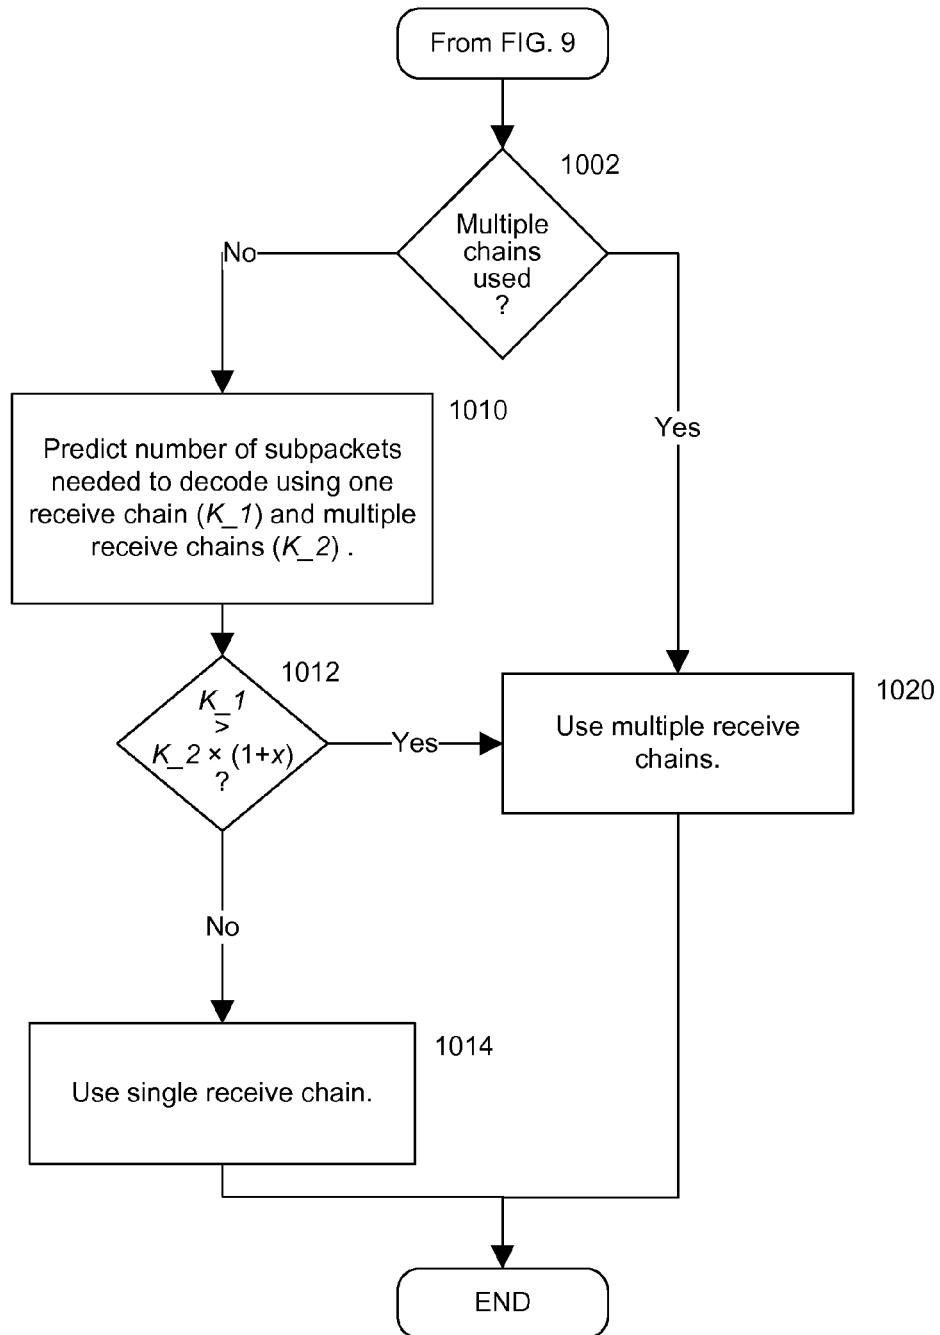 From FIG. 9
1002
Multiple
chains
used
?
No
Yes
1010
Predict number of subpackets
needed to decode using one
receive chain (K_1) and multiple
receive chains (K_2) .
1012
K_1
>
K_2 × (1+x)
?
Yes
1020
Use multiple receive
chains.
No
1014
Use single receive chain.
END